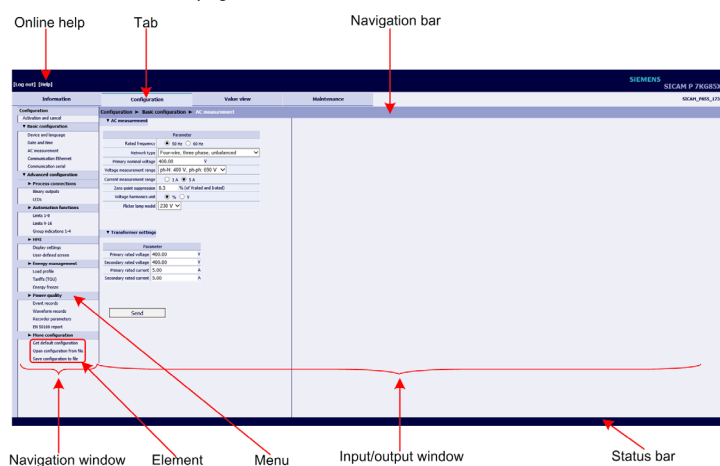 Online help
Tab
Navigation bar
SIEMENS
SICAM P 7KG85X
[Log out] [Help]
Information
Configuration
Value view
Maintenance
SICAM_P855_173
Configuration
Activation and cancel
▼ Basic configuration
Device and language
Date and time
AC measurement
Communication Ethernet
Communication serial
▼ Advanced configuration
► Process connections
Binary outputs
LEDs
► Automation functions
Limits 1-8
Limits 9-16
Group indications 1-4
► HMI
Display settings
User-defined screen
► Energy management
Load profile
Tariffs (TOU)
Energy freeze
► Power quality
Event records
Waveform records
Recorder parameters
EN 50160 report
► More configuration
Get default configuration
Open configuration from file
Save configuration to file
Configuration ► Basic configuration ► AC measurement
▼ AC measurement
Parameter
Rated frequency 50 Hz 60 Hz
Network type Four-wire, three phase, unbalanced
Primary nominal voltage 400.00 V
Voltage measurement range ph-N: 400 V, ph-ph: 690 V
Current measurement range 1 A 5 A
Zero-point suppression 0.3 % (of Vrated and Irated)
Voltage harmonics unit % V
Flicker lamp model 230 V
▼ Transformer settings
Parameter
Primary rated voltage 400.00 V
Secondary rated voltage 400.00 V
Primary rated current 5.00 A
Secondary rated current 5.00 A
Send
Navigation window
Element
Menu
Input/output window
Status bar